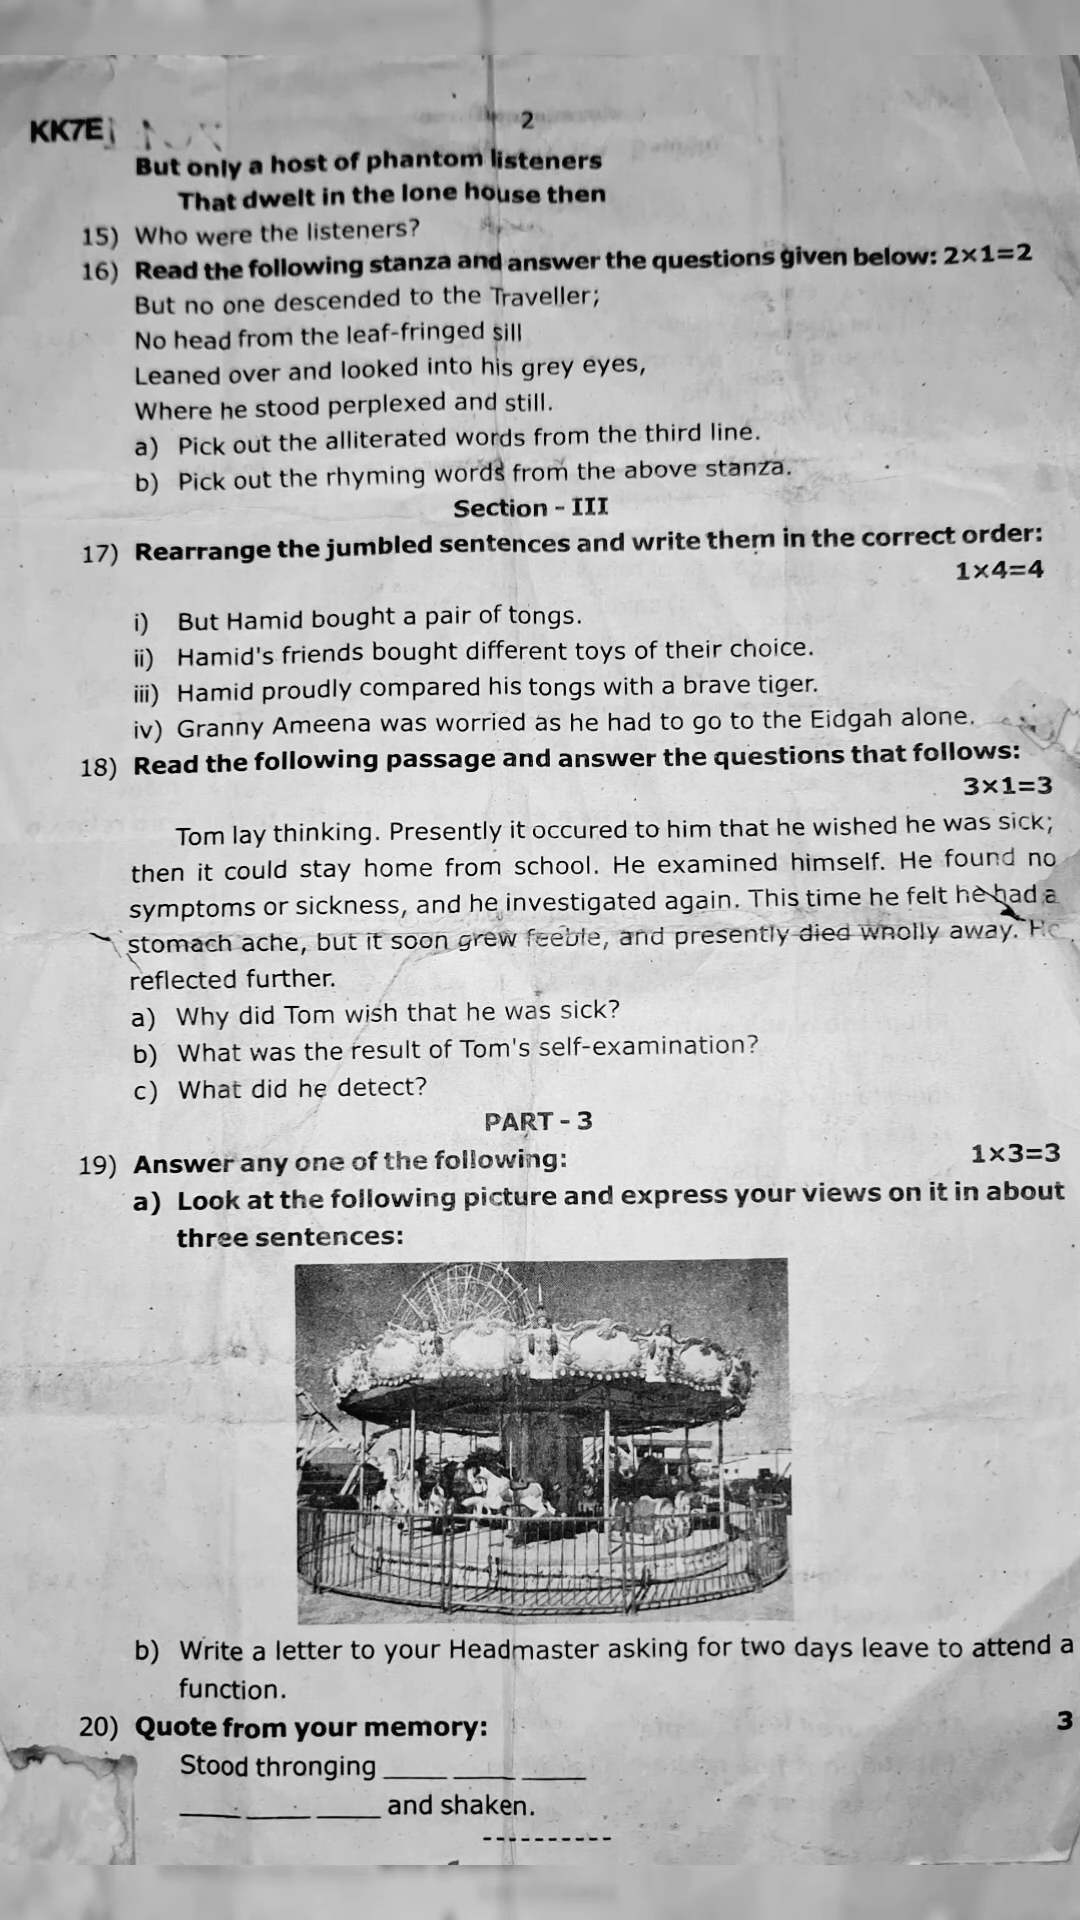 KK7E
2
But only a host of phantom listeners
That dwelt in the lone house then
15) Who were the listeners?
16) Read the following stanza and answer the questions given below: 2×1=2
But no one descended to the Traveller;
No head from the leaf-fringed sill
Leaned over and looked into his grey eyes,
Where he stood perplexed and still.
a) Pick out the alliterated words from the third line.
b) Pick out the rhyming words from the above stanza.
Section - III
17) Rearrange the jumbled sentences and write them in the correct order:
1×4=4
i) But Hamid bought a pair of tongs.
ii) Hamid's friends bought different toys of their choice.
iii) Hamid proudly compared his tongs with a brave tiger.
iv) Granny Ameena was worried as he had to go to the Eidgah alone.
18) Read the following passage and answer the questions that follows:
3×1=3
Tom lay thinking. Presently it occured to him that he wished he was sick;
then it could stay home from school. He examined himself. He found no
symptoms or sickness, and he investigated again. This time he felt he had a
stomach ache, but it soon grew feeble, and presently died wholly away. He
reflected further.
a) Why did Tom wish that he was sick?
b) What was the result of Tom's self-examination?
c) What did he detect?
PART - 3
19) Answer any one of the following: 1×3=3
a) Look at the following picture and express your views on it in about
three sentences:
b) Write a letter to your Headmaster asking for two days leave to attend a
function.
20) Quote from your memory: 3
Stood thronging ____ ____ ____
____ ____ ____ and shaken.
----------